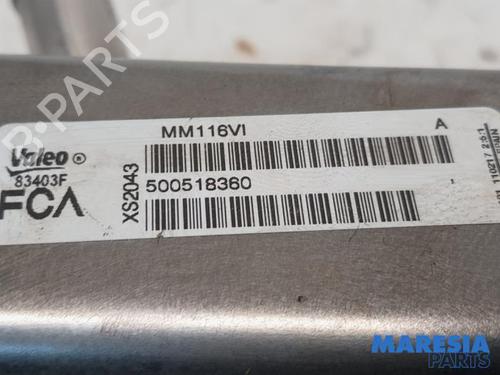 B-PARTS
MM116VI
A
Valeo
83403F
FCA
XS2043
500518360
MARESIA
PARTS